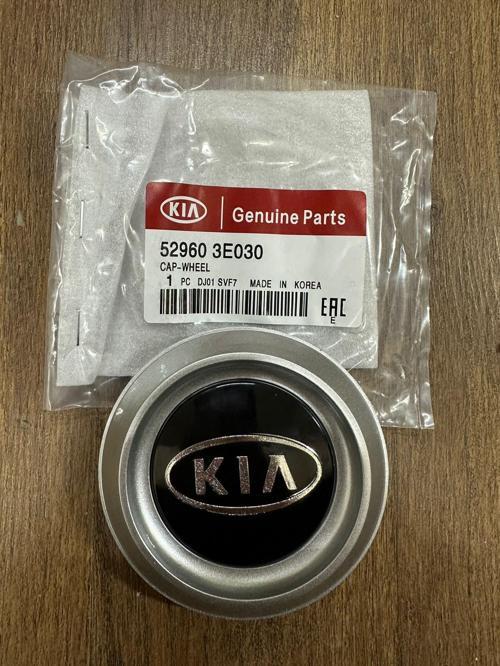 KIA Genuine Parts
52960 3E030
CAP-WHEEL
1 PC DJ01 SVF7 MADE IN KOREA
EAC
E
KIA